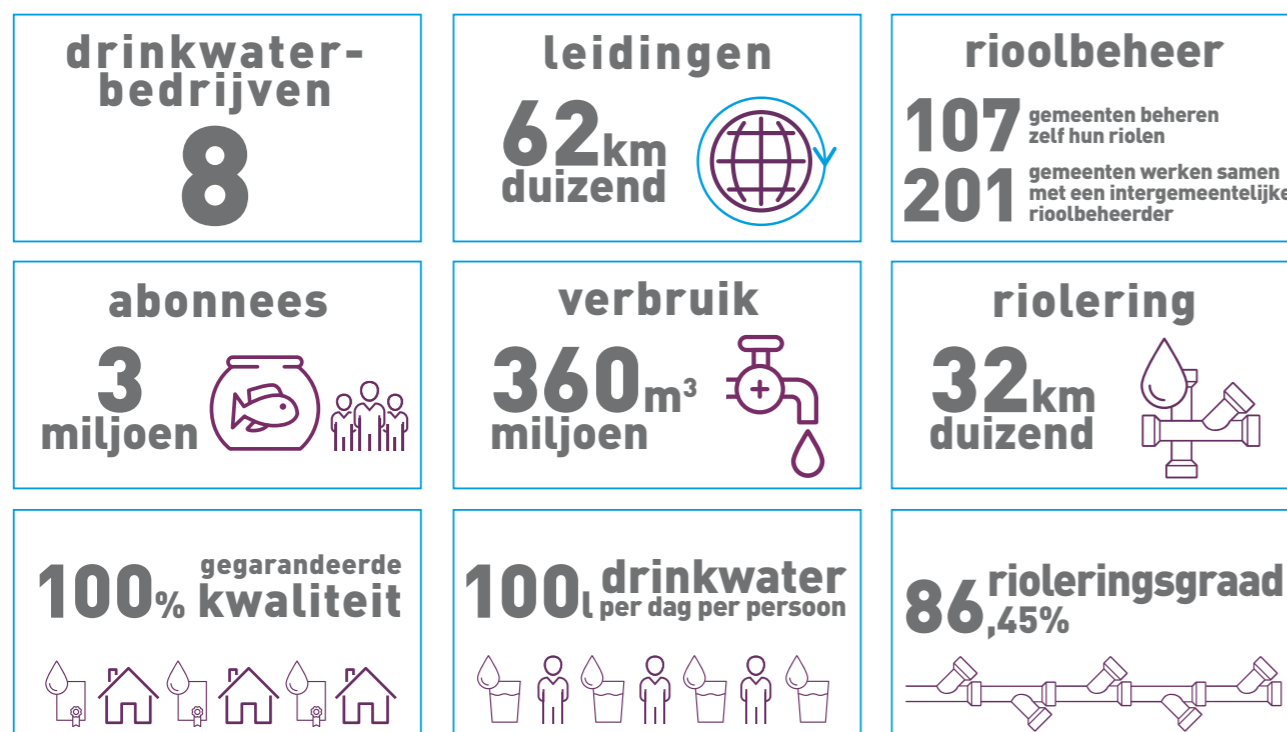 drinkwater-
bedrijven
8
leidingen
62km
duizend
rioolbeheer
107 gemeenten beheren
zelf hun riolen
201 gemeenten werken samen
met een intergemeentelijke
rioolbeheerder
abonnees
3
miljoen
verbruik
360m³
miljoen
riolering
32km
duizend
100% gegarandeerde
kwaliteit
100l drinkwater
per dag per persoon
86,45% rioleringsgraad